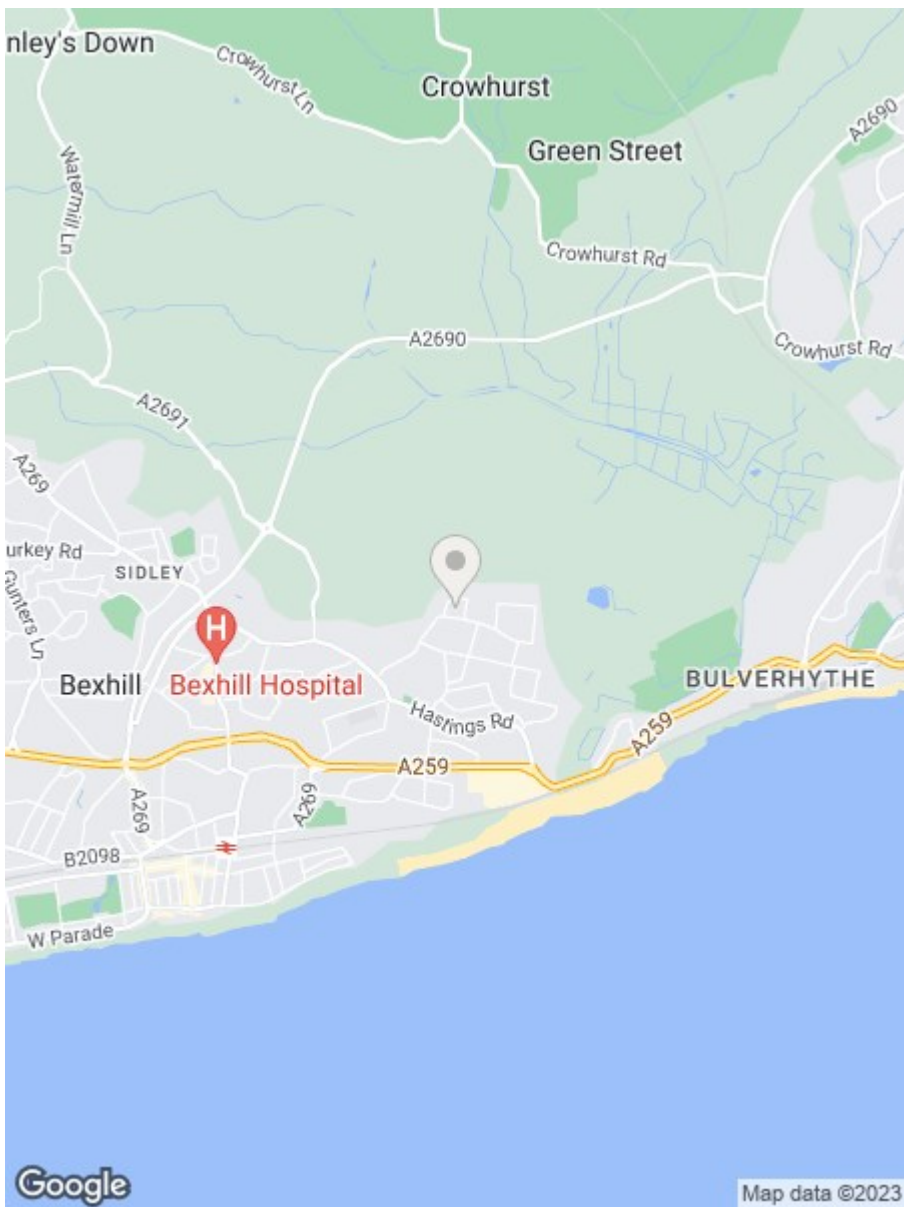 nley's Down
Crowhurst Ln
Crowhurst
Green Street
A2690
Watermill Ln
Crowhurst Rd
A2690
Crowhurst Rd
A2691
A269
urkey Rd
SIDLEY
Gunters Ln
H
Bexhill
Bexhill Hospital
BULVERHYTHE
Hastings Rd
A259
A259
A269
A269
B2098
W Parade
Google
Map data ©2023